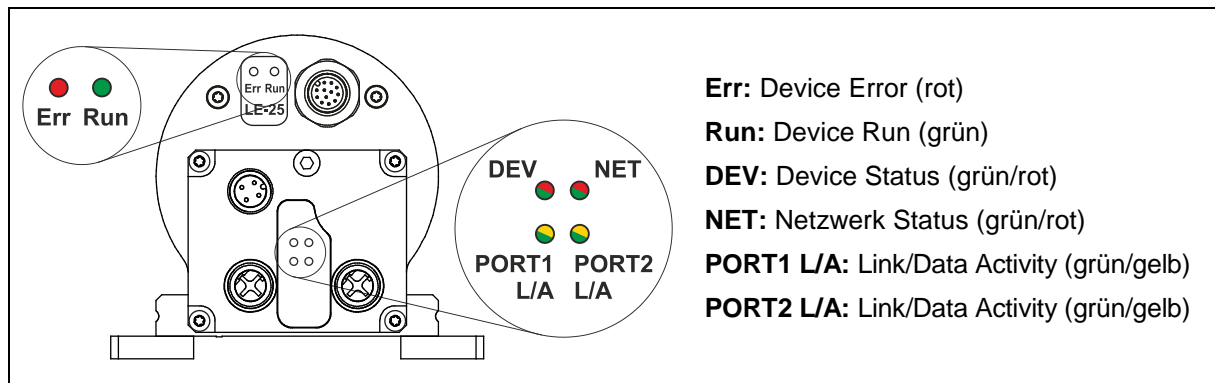 Err Run
Err Run
LE-25
DEV NET
PORT1 PORT2
L/A L/A
Err: Device Error (rot)
Run: Device Run (grün)
DEV: Device Status (grün/rot)
NET: Netzwerk Status (grün/rot)
PORT1 L/A: Link/Data Activity (grün/gelb)
PORT2 L/A: Link/Data Activity (grün/gelb)